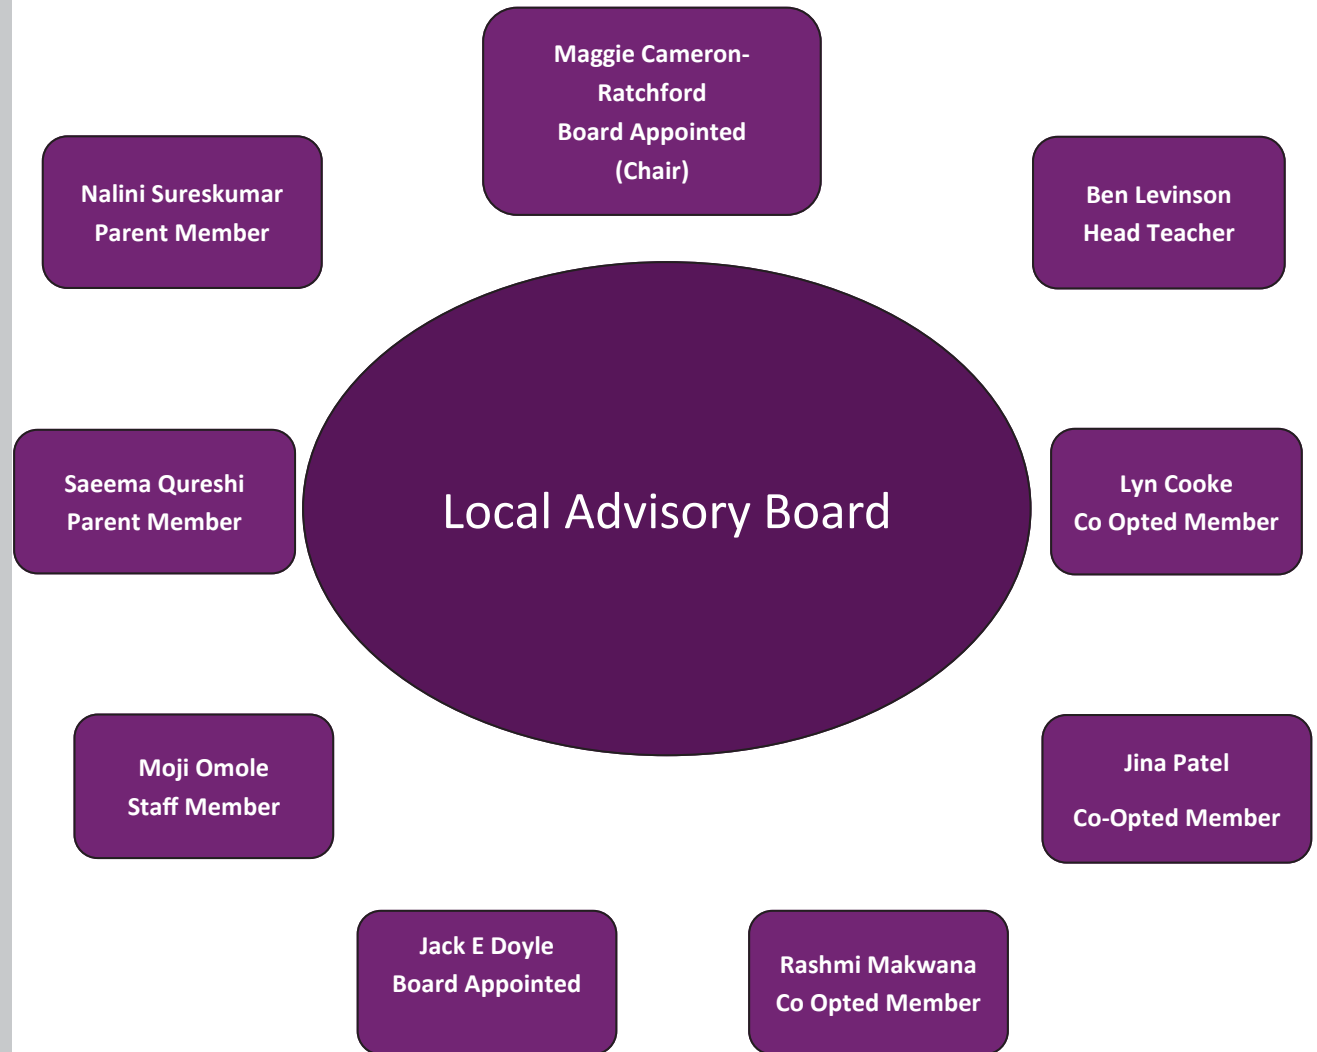 Maggie Cameron-
Ratchford
Board Appointed
(Chair)
Nalini Sureskumar
Parent Member
Ben Levinson
Head Teacher
Saeema Qureshi
Parent Member
Local Advisory Board
Lyn Cooke
Co Opted Member
Moji Omole
Staff Member
Jina Patel
Co-Opted Member
Jack E Doyle
Board Appointed
Rashmi Makwana
Co Opted Member